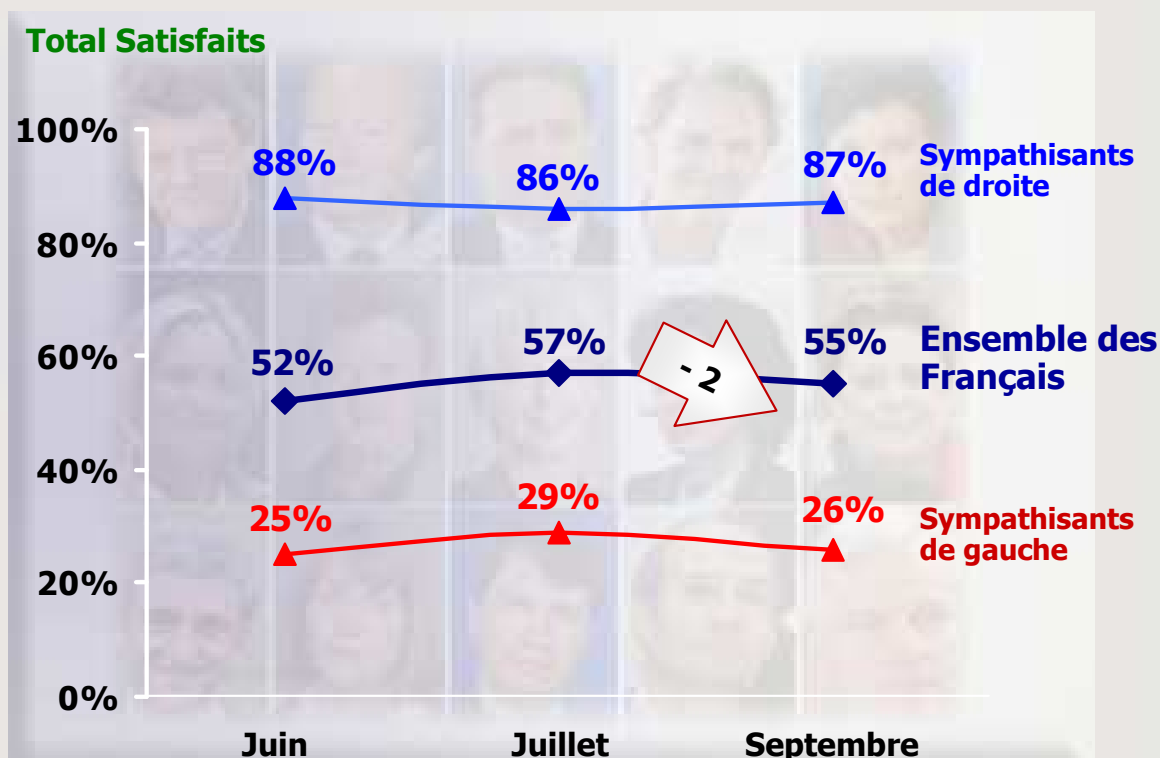 Total Satisfaits
100%
88%
86%
87%
Sympathisants
de droite
80%
60%
52%
57%
- 2
55%
Ensemble des
Français
40%
25%
29%
26%
Sympathisants
de gauche
20%
0%
Juin
Juillet
Septembre